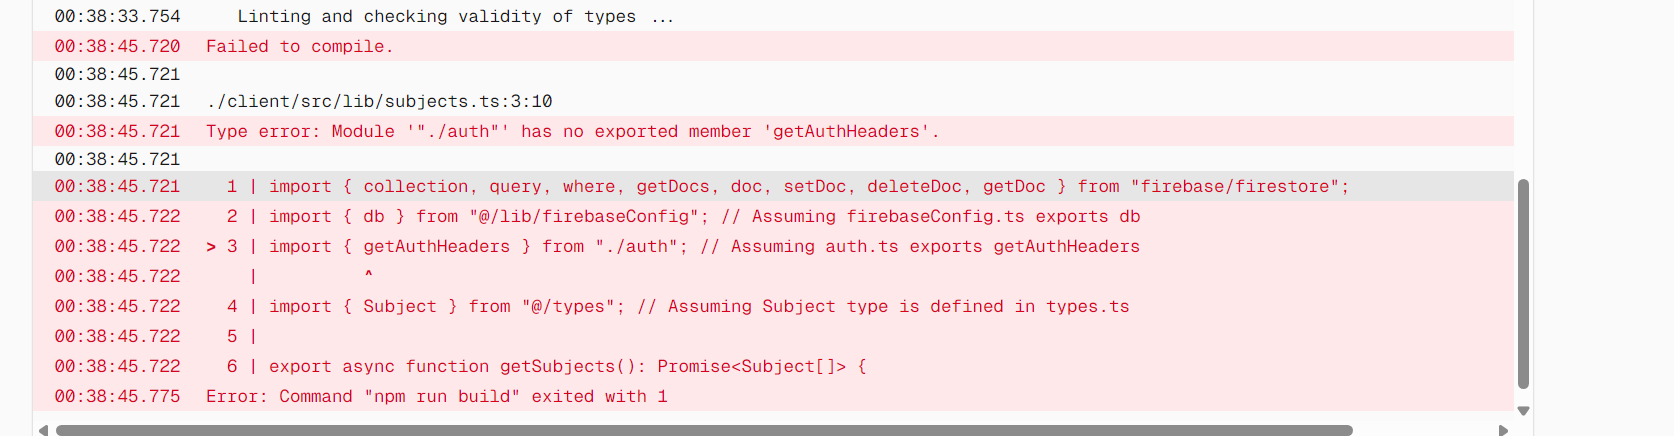 00:38:33.754 Linting and checking validity of types ...
00:38:45.720 Failed to compile.
00:38:45.721
00:38:45.721 ./client/src/lib/subjects.ts:3:10
00:38:45.721 Type error: Module '"./auth"' has no exported member 'getAuthHeaders'.
00:38:45.721
00:38:45.721 1 | import { collection, query, where, getDocs, doc, setDoc, deleteDoc, getDoc } from "firebase/firestore";
00:38:45.722 2 | import { db } from "@/lib/firebaseConfig"; // Assuming firebaseConfig.ts exports db
00:38:45.722 > 3 | import { getAuthHeaders } from "./auth"; // Assuming auth.ts exports getAuthHeaders
00:38:45.722 | ^
00:38:45.722 4 | import { Subject } from "@/types"; // Assuming Subject type is defined in types.ts
00:38:45.722 5 |
00:38:45.722 6 | export async function getSubjects(): Promise<Subject[]> {
00:38:45.775 Error: Command "npm run build" exited with 1